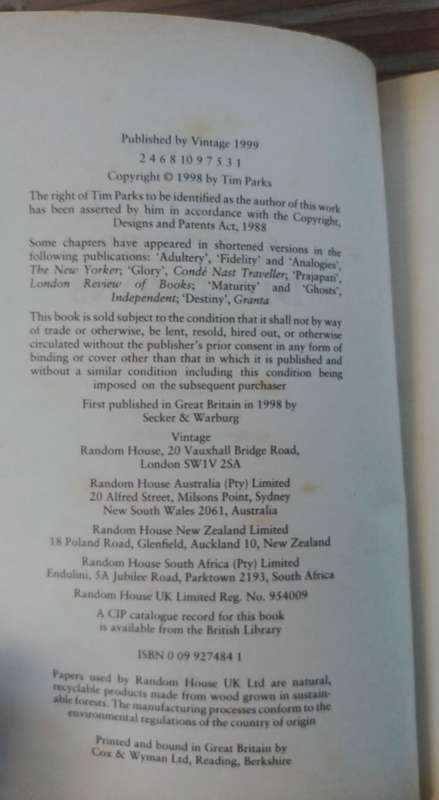 Published by Vintage 1999
2 4 6 8 10 9 7 5 3 1
Copyright © 1998 by Tim Parks
The right of Tim Parks to be identified as the author of this work
has been asserted by him in accordance with the Copyright,
Designs and Patents Act, 1988
Some chapters have appeared in shortened versions in the
following publications: 'Adultery', 'Fidelity' and 'Analogies',
The New Yorker; 'Glory', Condé Nast Traveller; 'Prajapati',
London Review of Books; 'Maturity' and 'Ghosts',
Independent; 'Destiny', Granta
This book is sold subject to the condition that it shall not by way
of trade or otherwise, be lent, resold, hired out, or otherwise
circulated without the publisher's prior consent in any form of
binding or cover other than that in which it is published and
without a similar condition including this condition being
imposed on the subsequent purchaser
First published in Great Britain in 1998 by
Secker & Warburg
Vintage
Random House, 20 Vauxhall Bridge Road,
London SW1V 2SA
Random House Australia (Pty) Limited
20 Alfred Street, Milsons Point, Sydney
New South Wales 2061, Australia
Random House New Zealand Limited
18 Poland Road, Glenfield, Auckland 10, New Zealand
Random House South Africa (Pty) Limited
Endulini, 5A Jubilee Road, Parktown 2193, South Africa
Random House UK Limited Reg. No. 954009
A CIP catalogue record for this book
is available from the British Library
ISBN 0 09 927484 1
Papers used by Random House UK Ltd are natural,
recyclable products made from wood grown in sustain-
able forests. The manufacturing processes conform to the
environmental regulations of the country of origin
Printed and bound in Great Britain by
Cox & Wyman Ltd, Reading, Berkshire